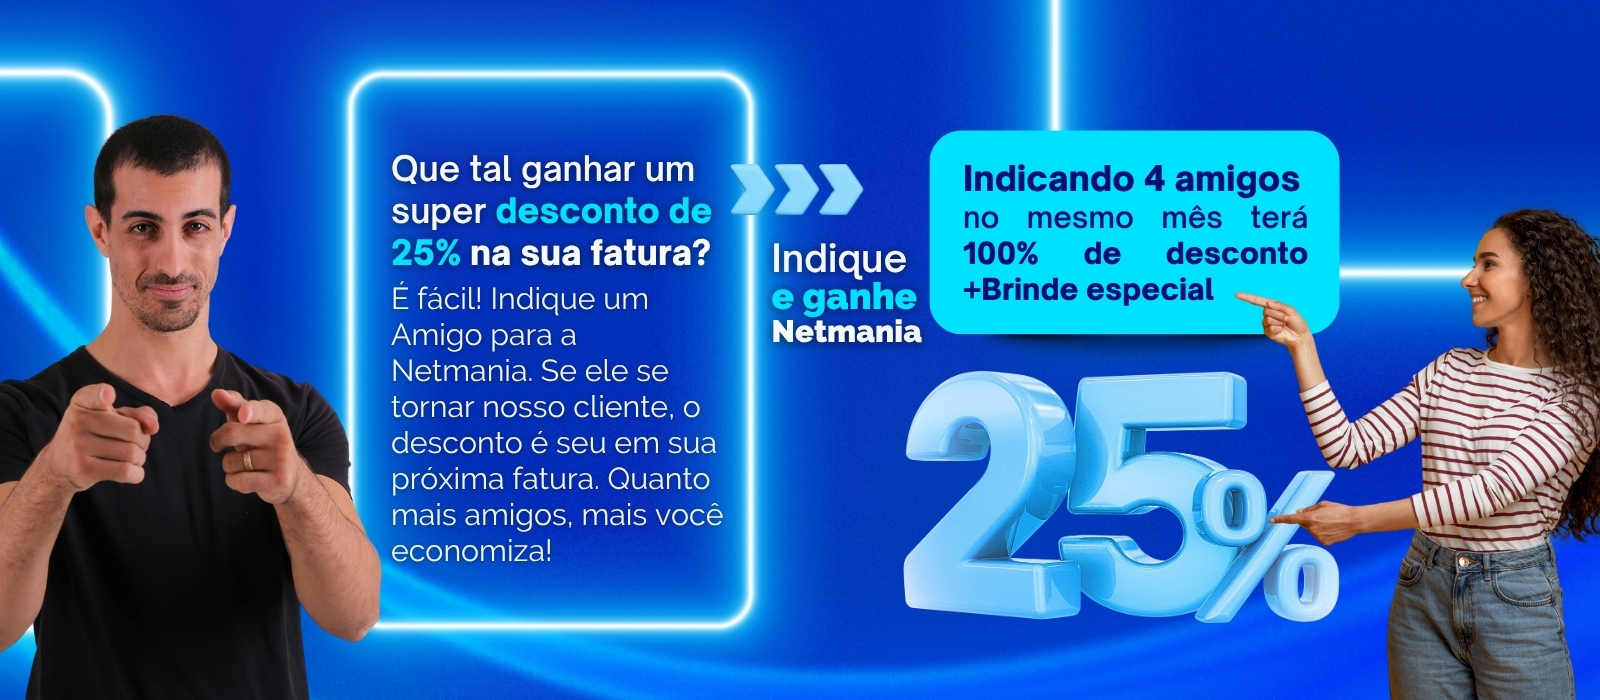 Que tal ganhar um
super desconto de
25% na sua fatura?
É fácil! Indique um
Amigo para a
Netmania. Se ele se
tornar nosso cliente, o
desconto é seu em sua
próxima fatura. Quanto
mais amigos, mais você
economiza!
Indique
e ganhe
Netmania
Indicando 4 amigos
no mesmo mês terá
100% de desconto
+Brinde especial
25%